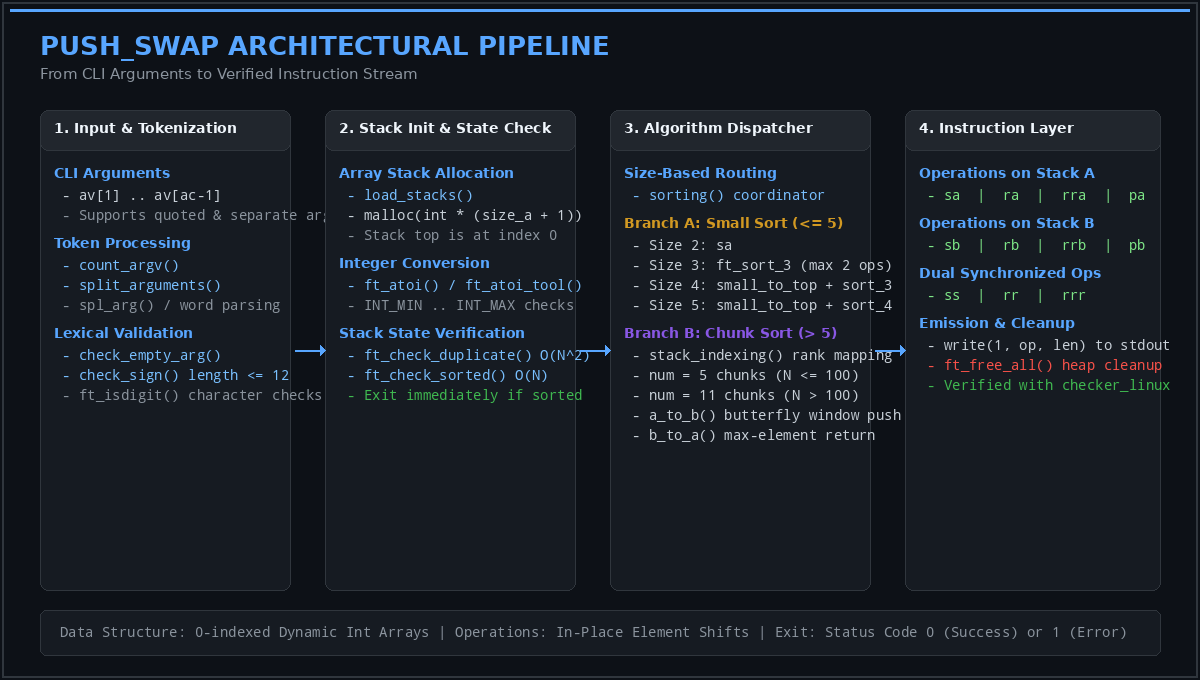 PUSH_SWAP ARCHITECTURAL PIPELINE
From CLI Arguments to Verified Instruction Stream
1. Input & Tokenization
CLI Arguments
- av[1] .. av[ac-1]
- Supports quoted & separate arg
Token Processing
- count_argv()
- split_arguments()
- spl_arg() / word parsing
Lexical Validation
- check_empty_arg()
- check_sign() length <= 12
- ft_isdigit() character checks
2. Stack Init & State Check
Array Stack Allocation
- load_stacks()
- malloc(int * (size_a + 1))
- Stack top is at index 0
Integer Conversion
- ft_atoi() / ft_atoi_tool()
- INT_MIN .. INT_MAX checks
Stack State Verification
- ft_check_duplicate() O(N^2)
- ft_check_sorted() O(N)
- Exit immediately if sorted
3. Algorithm Dispatcher
Size-Based Routing
- sorting() coordinator
Branch A: Small Sort (<= 5)
- Size 2: sa
- Size 3: ft_sort_3 (max 2 ops)
- Size 4: small_to_top + sort_3
- Size 5: small_to_top + sort_4
Branch B: Chunk Sort (> 5)
- stack_indexing() rank mapping
- num = 5 chunks (N <= 100)
- num = 11 chunks (N > 100)
- a_to_b() butterfly window push
- b_to_a() max-element return
4. Instruction Layer
Operations on Stack A
- sa | ra | rra | pa
Operations on Stack B
- sb | rb | rrb | pb
Dual Synchronized Ops
- ss | rr | rrr
Emission & Cleanup
- write(1, op, len) to stdout
- ft_free_all() heap cleanup
- Verified with checker_linux
Data Structure: 0-indexed Dynamic Int Arrays | Operations: In-Place Element Shifts | Exit: Status Code 0 (Success) or 1 (Error)